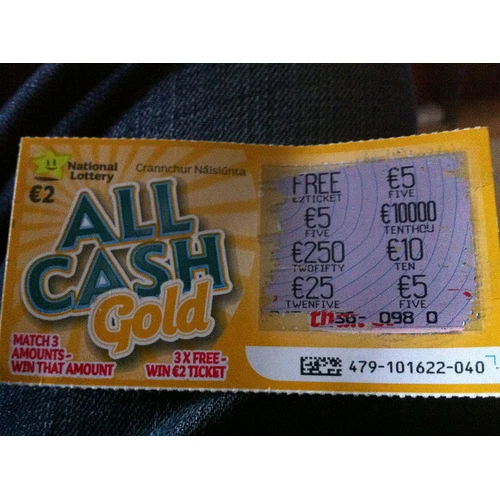 National Lottery
Crannchur Náisiúnta
€2
ALL
CASH
Gold
MATCH 3
AMOUNTS -
WIN THAT AMOUNT
3 X FREE -
WIN €2 TICKET
FREE €5
€2TICKET FIVE
€5 €10000
FIVE TENTHOU
€250 €10
TWOFIFTY TEN
€25 €5
TWENFIVE FIVE
098 0
479-101622-040